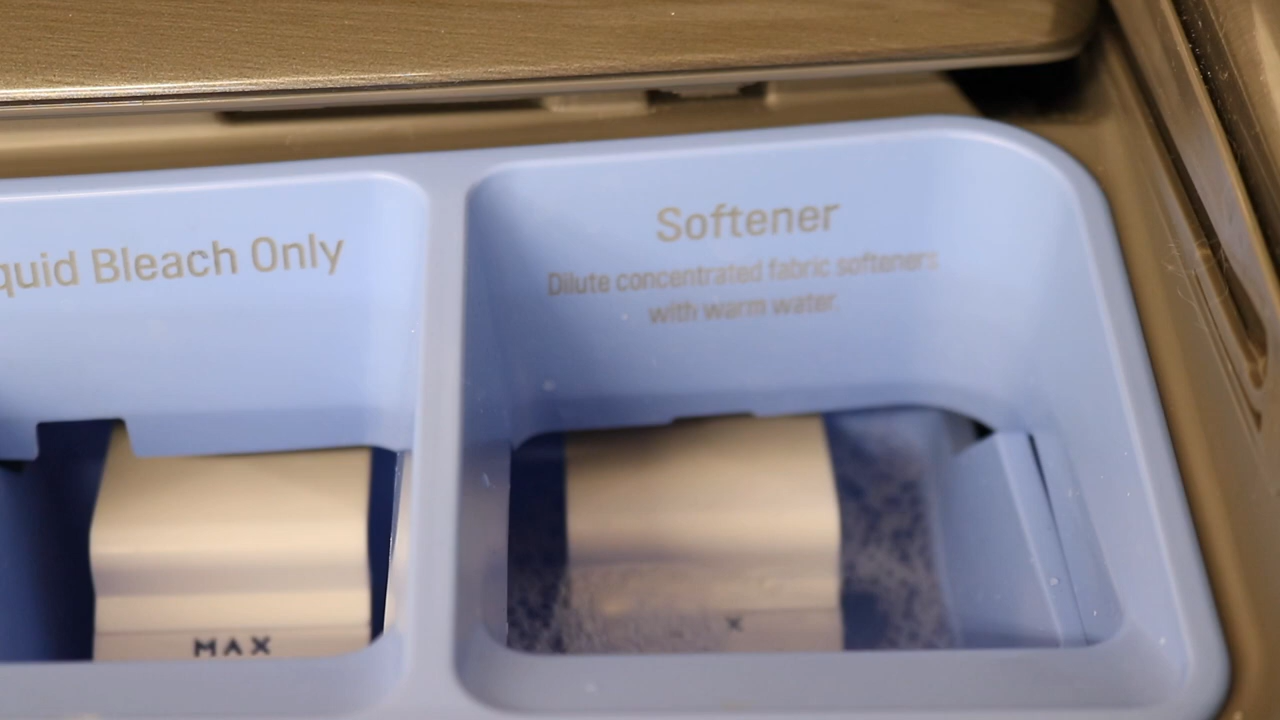 quid Bleach Only
Softener
Dilute concentrated fabric softeners
with warm water.
MAX
x